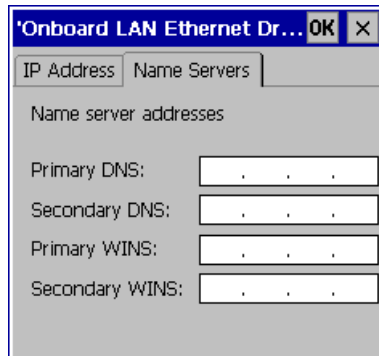 'Onboard LAN Ethernet Dr... OK ×
IP Address Name Servers
Name server addresses
Primary DNS: . . .
Secondary DNS: . . .
Primary WINS: . . .
Secondary WINS: . . .